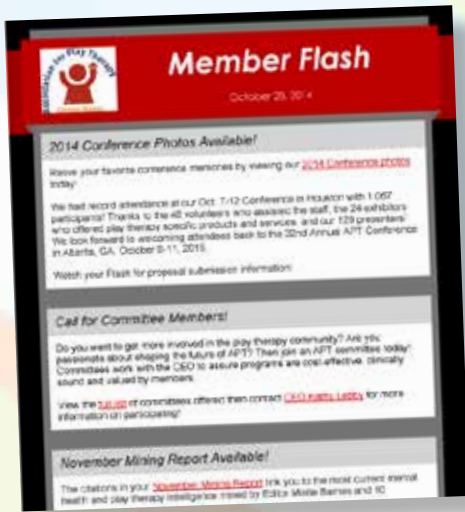 Association for Play Therapy
Member Flash
October 28, 2014
2014 Conference Photos Available!
Relive your favorite conference memories by viewing our 2014 Conference photos
today!
We had record attendance at our Oct. 7-12 Conference in Houston with 1,067
participants! Thanks to the 48 volunteers who assisted the staff, the 24 exhibitors
who offered play therapy specific products and services, and our 129 presenters!
We look forward to welcoming attendees back to the 32nd Annual APT Conference
in Atlanta, GA, October 6-11, 2015.
Watch your Flash for proposal submission information!
Call for Committee Members!
Do you want to get more involved in the play therapy community? Are you
passionate about shaping the future of APT? Then join an APT committee today!
Committees work with the CEO to assure programs are cost-effective, clinically
sound and valued by members.
View the full list of committees offered then contact CEO Kathy Lebby for more
information on participating!
November Mining Report Available!
The citations in your November Mining Report link you to the most current mental
health and play therapy intelligence mined by Editor Barnes and 10